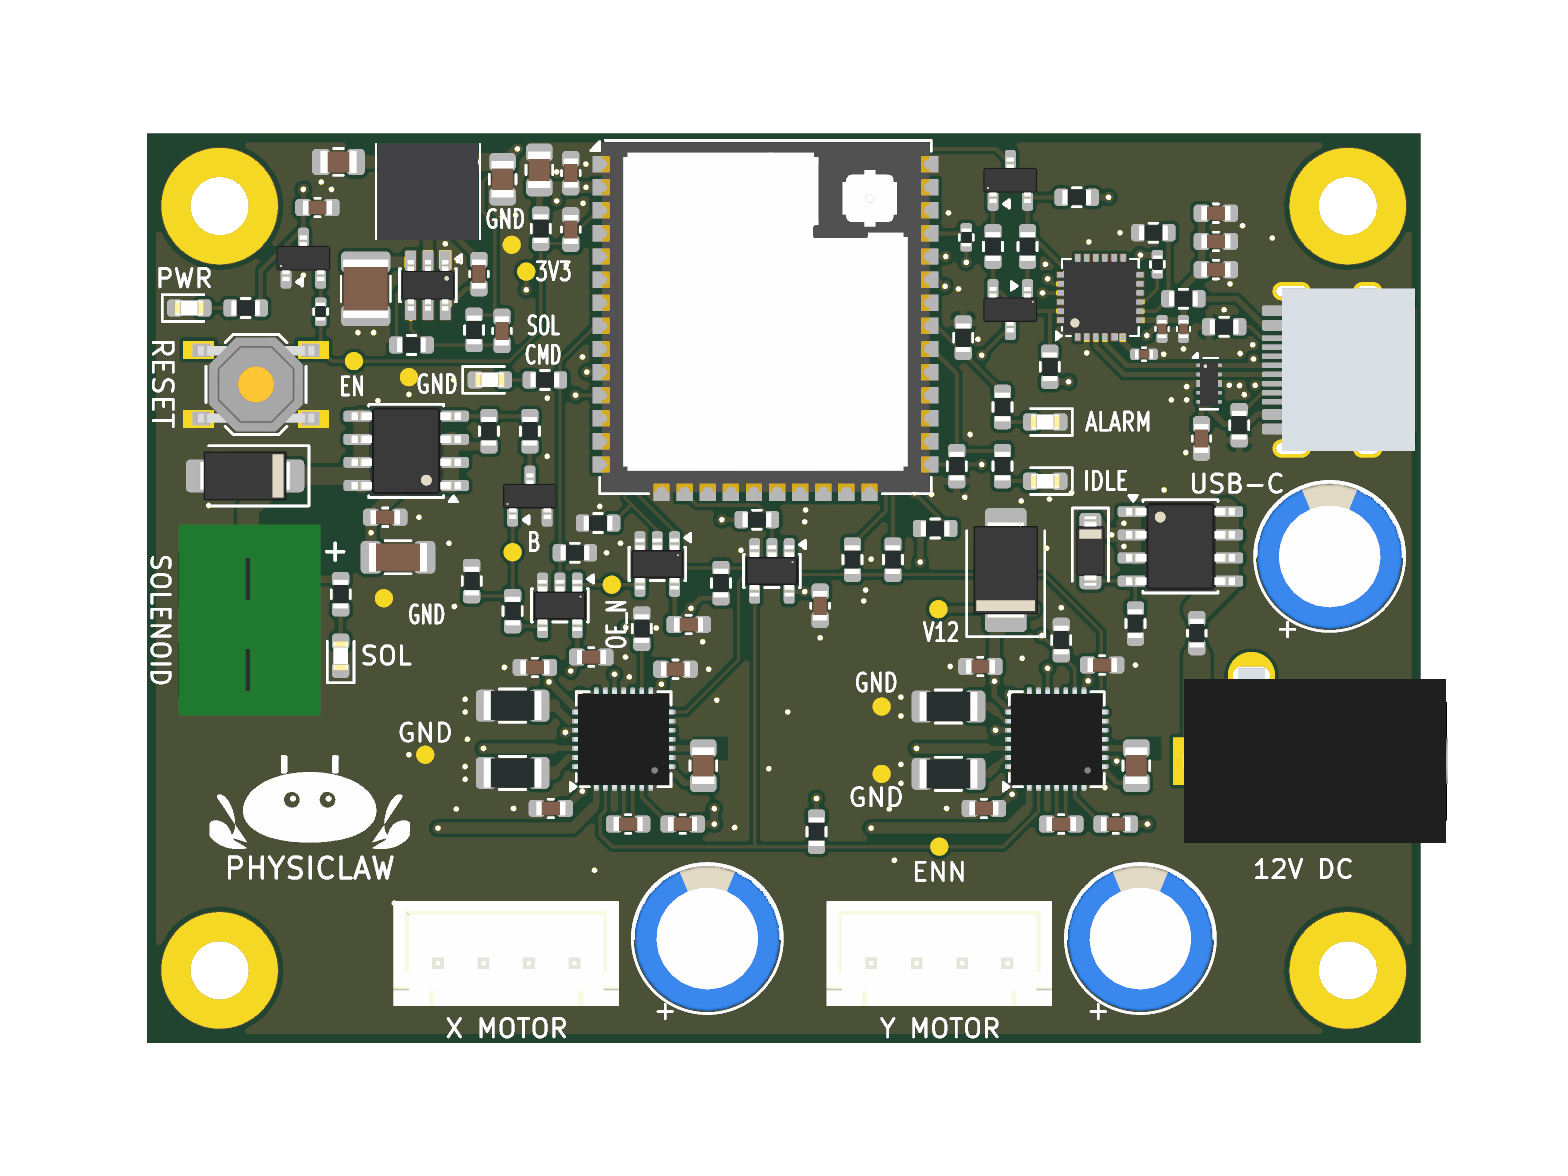 GND
3V3
PWR
SOL
CMD
RESET
EN
GND
ALARM
IDLE
USB-C
B
+
SOLENOID
GND
OE_N
V12
+
SOL
GND
GND
GND
PHYSICLAW
ENN
12V DC
+
+
X MOTOR
Y MOTOR